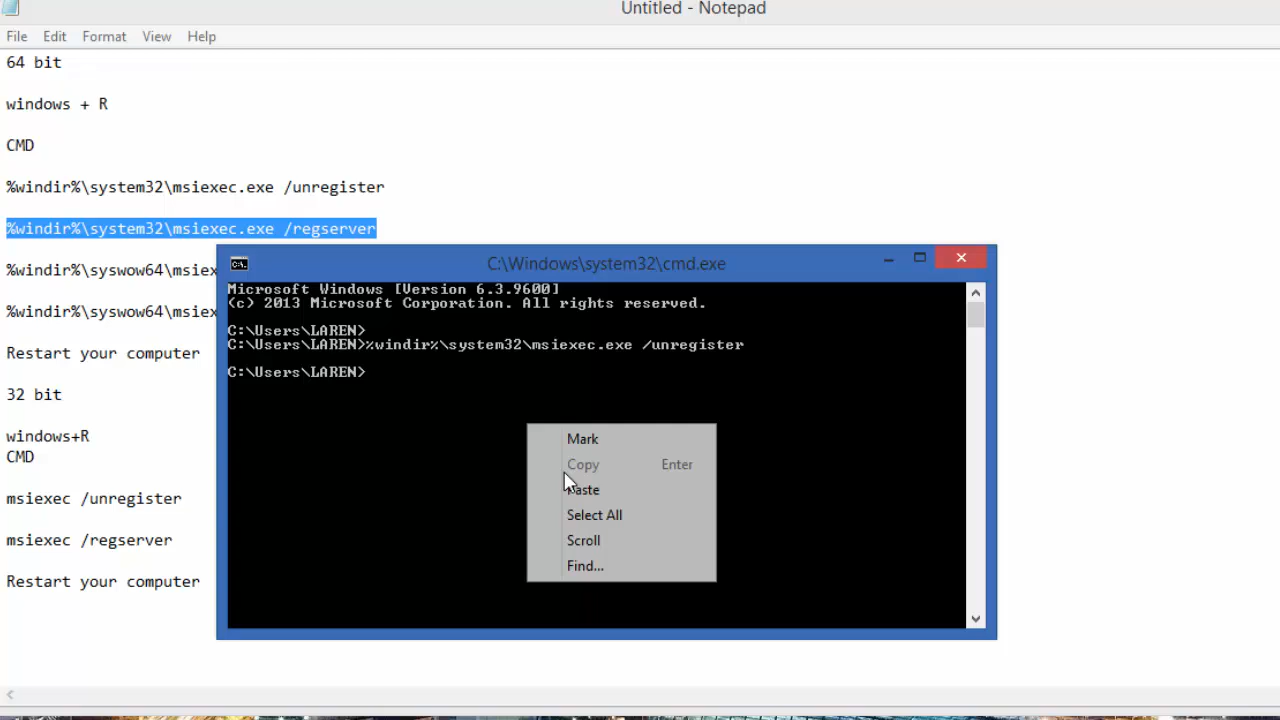 Untitled - Notepad
File Edit Format View Help
64 bit
windows + R
CMD
%windir%\system32\msiexec.exe /unregister
%windir%\system32\msiexec.exe /regserver
%windir%\syswow64\msiex
%windir%\syswow64\msiex
Restart your computer
32 bit
windows+R
CMD
msiexec /unregister
msiexec /regserver
Restart your computer
C:\Windows\system32\cmd.exe
Microsoft Windows [Version 6.3.9600]
(c) 2013 Microsoft Corporation. All rights reserved.
C:\Users\LAREN>
C:\Users\LAREN>%windir%\system32\msiexec.exe /unregister
C:\Users\LAREN>
Mark
Copy Enter
Paste
Select All
Scroll
Find...